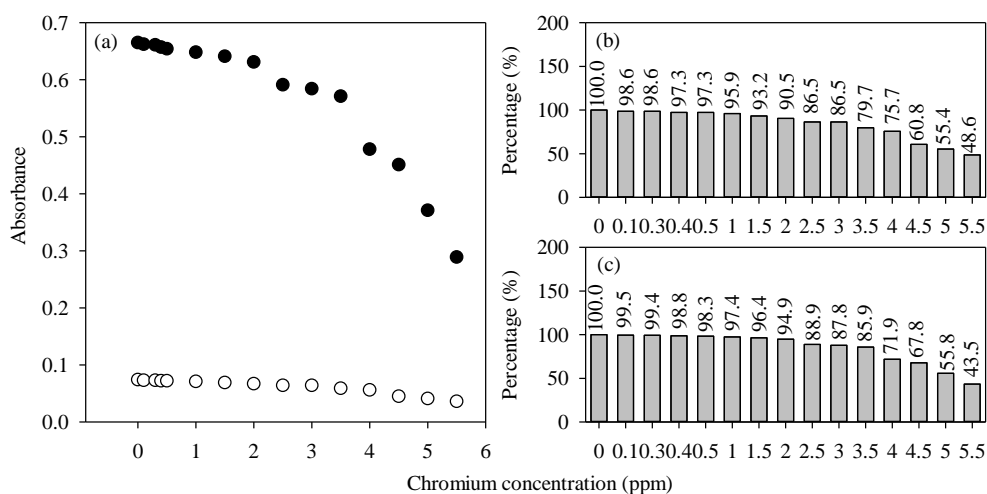 (a)
Absorbance
0.7
0.6
0.5
0.4
0.3
0.2
0.1
0.0
0 1 2 3 4 5 6
Chromium concentration (ppm)
(b)
Percentage (%)
200
150
100
50
0
100.0 98.6 98.6 97.3 97.3 95.9 93.2 90.5 86.5 86.5 79.7 75.7 60.8 55.4 48.6
0 0.1 0.3 0.4 0.5 1 1.5 2 2.5 3 3.5 4 4.5 5 5.5
(c)
Percentage (%)
200
150
100
50
0
100.0 99.5 99.4 98.8 98.3 97.4 96.4 94.9 88.9 87.8 85.9 71.9 67.8 55.8 43.5
0 0.1 0.3 0.4 0.5 1 1.5 2 2.5 3 3.5 4 4.5 5 5.5